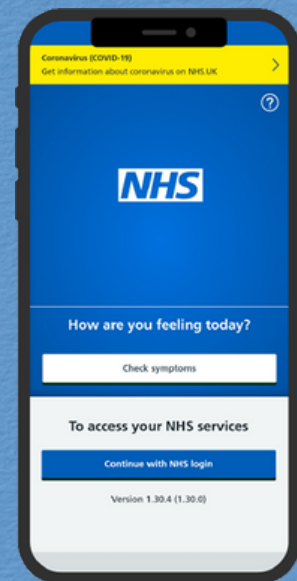 Coronavirus (COVID-19)
Get information about coronavirus on NHS.UK
?
NHS
How are you feeling today?
Check symptoms
To access your NHS services
Continue with NHS login
Version 1.30.4 (1.30.0)